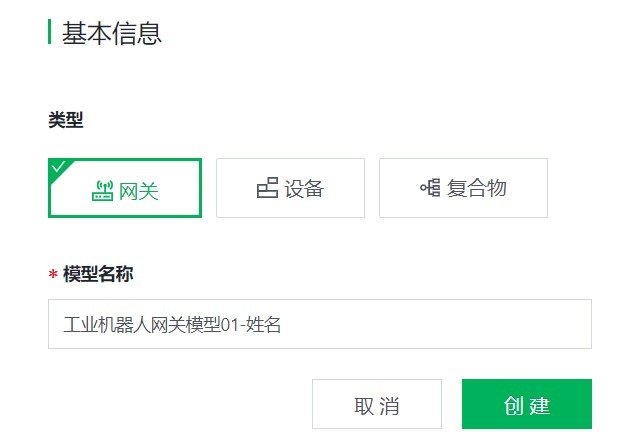 基本信息
类型
网关 设备 复合物
* 模型名称
工业机器人网关模型01-姓名
取消 创建